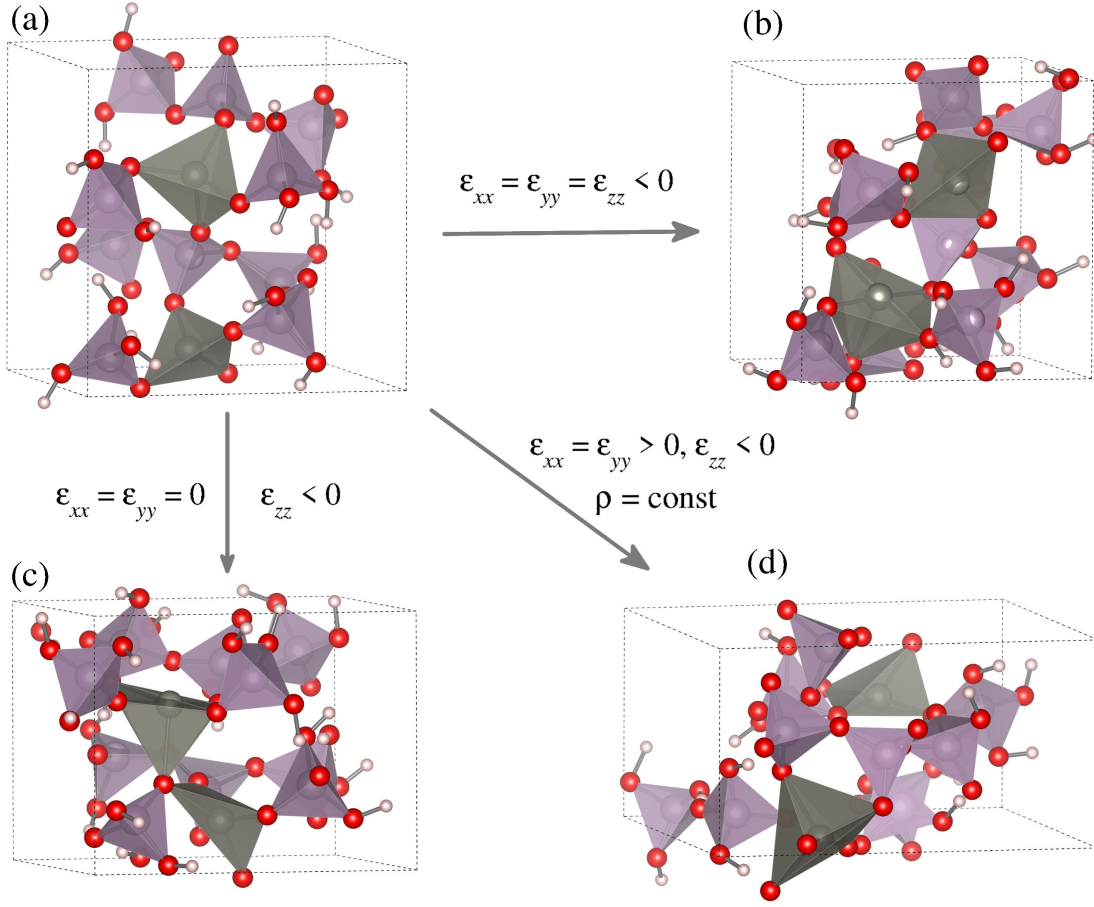 (a)
(b)
ε_xx = ε_yy = ε_zz < 0
ε_xx = ε_yy > 0, ε_zz < 0
ρ = const
ε_xx = ε_yy = 0 ε_zz < 0
(c)
(d)